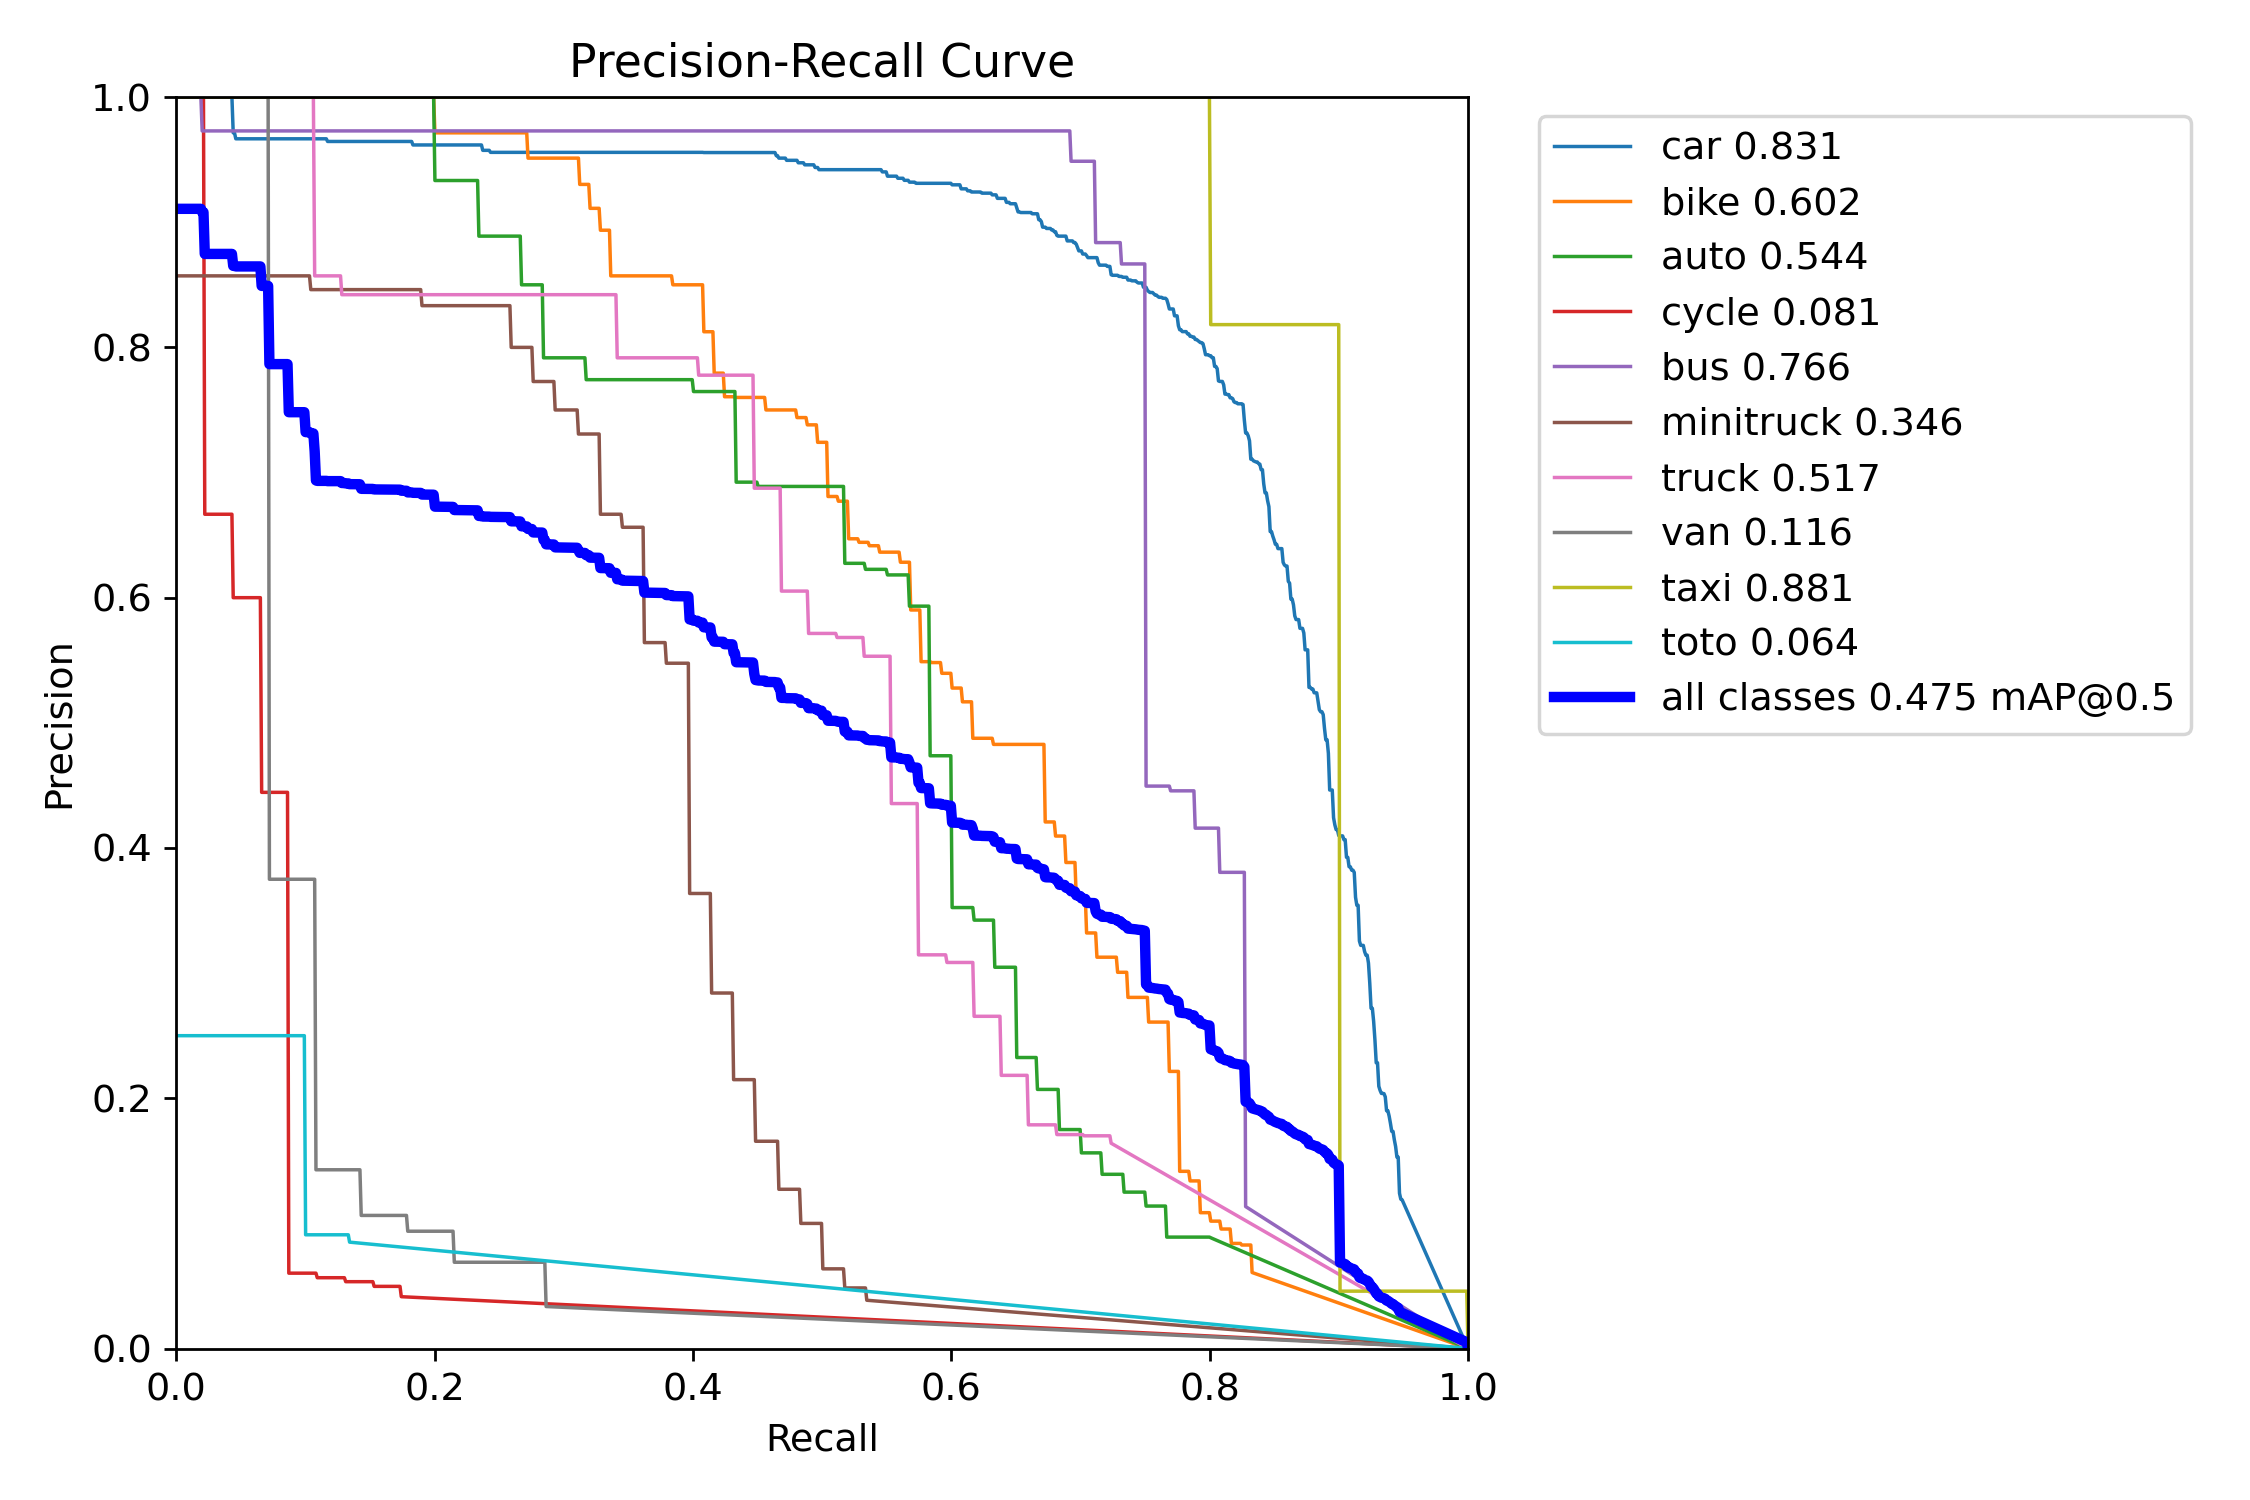 Precision-Recall Curve
1.0
0.8
0.6
0.4
0.2
0.0
Precision
0.0 0.2 0.4 0.6 0.8 1.0
Recall
car 0.831
bike 0.602
auto 0.544
cycle 0.081
bus 0.766
minitruck 0.346
truck 0.517
van 0.116
taxi 0.881
toto 0.064
all classes 0.475 mAP@0.5